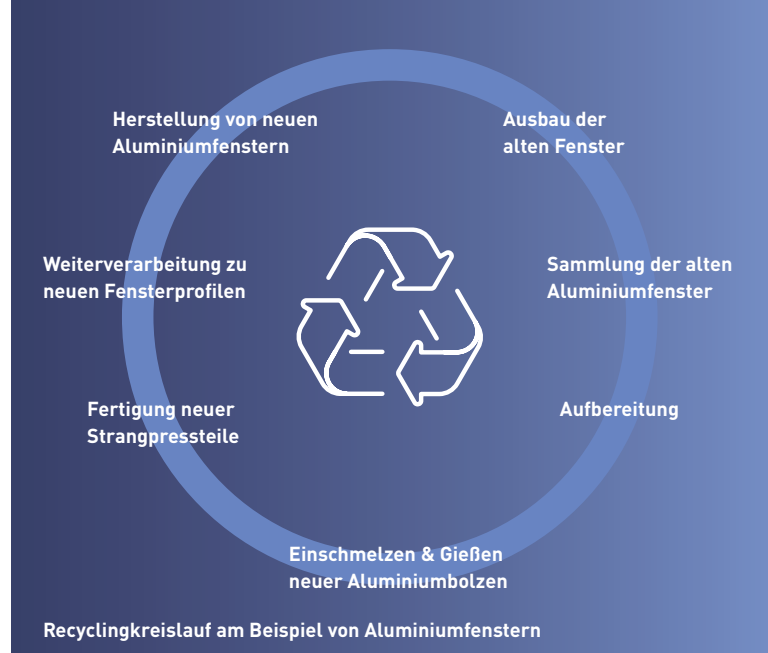 Herstellung von neuen
Aluminiumfenstern
Ausbau der
alten Fenster
Weiterverarbeitung zu
neuen Fensterprofilen
Sammlung der alten
Aluminiumfenster
Fertigung neuer
Strangpressteile
Aufbereitung
Einschmelzen & Gießen
neuer Aluminiumbolzen
Recyclingkreislauf am Beispiel von Aluminiumfenstern